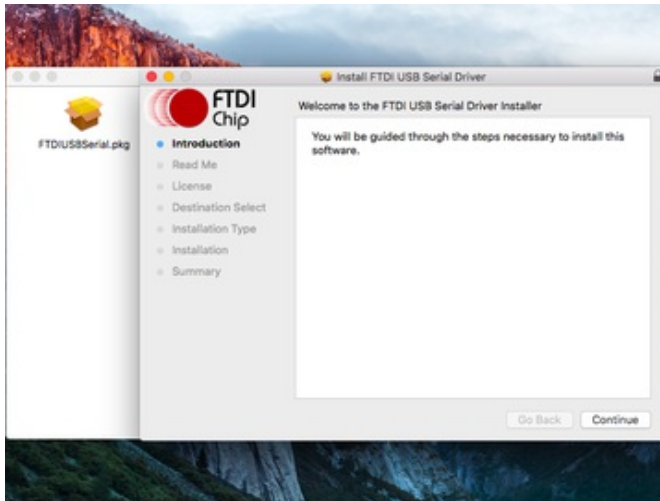 Install FTDI USB Serial Driver
FTDIUSBSerial.pkg
FTDI
Chip
Welcome to the FTDI USB Serial Driver Installer
Introduction
Read Me
License
Destination Select
Installation Type
Installation
Summary
You will be guided through the steps necessary to install this
software.
Go Back
Continue